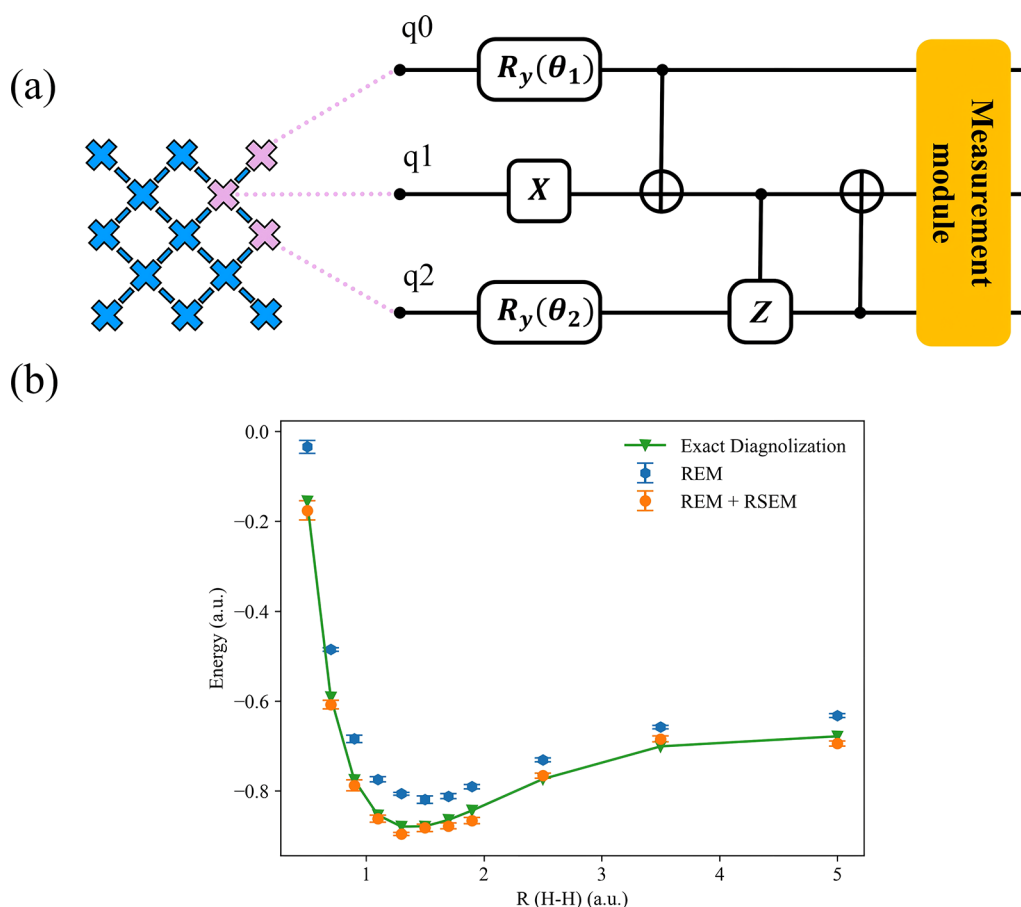 (a)
q0
R_y(θ_1)
q1
X
q2
R_y(θ_2)
Z
Measurement
module
(b)
Energy (a.u.)
0.0
−0.2
−0.4
−0.6
−0.8
Exact Diagnolization
REM
REM + RSEM
1
2
3
4
5
R (H-H) (a.u.)